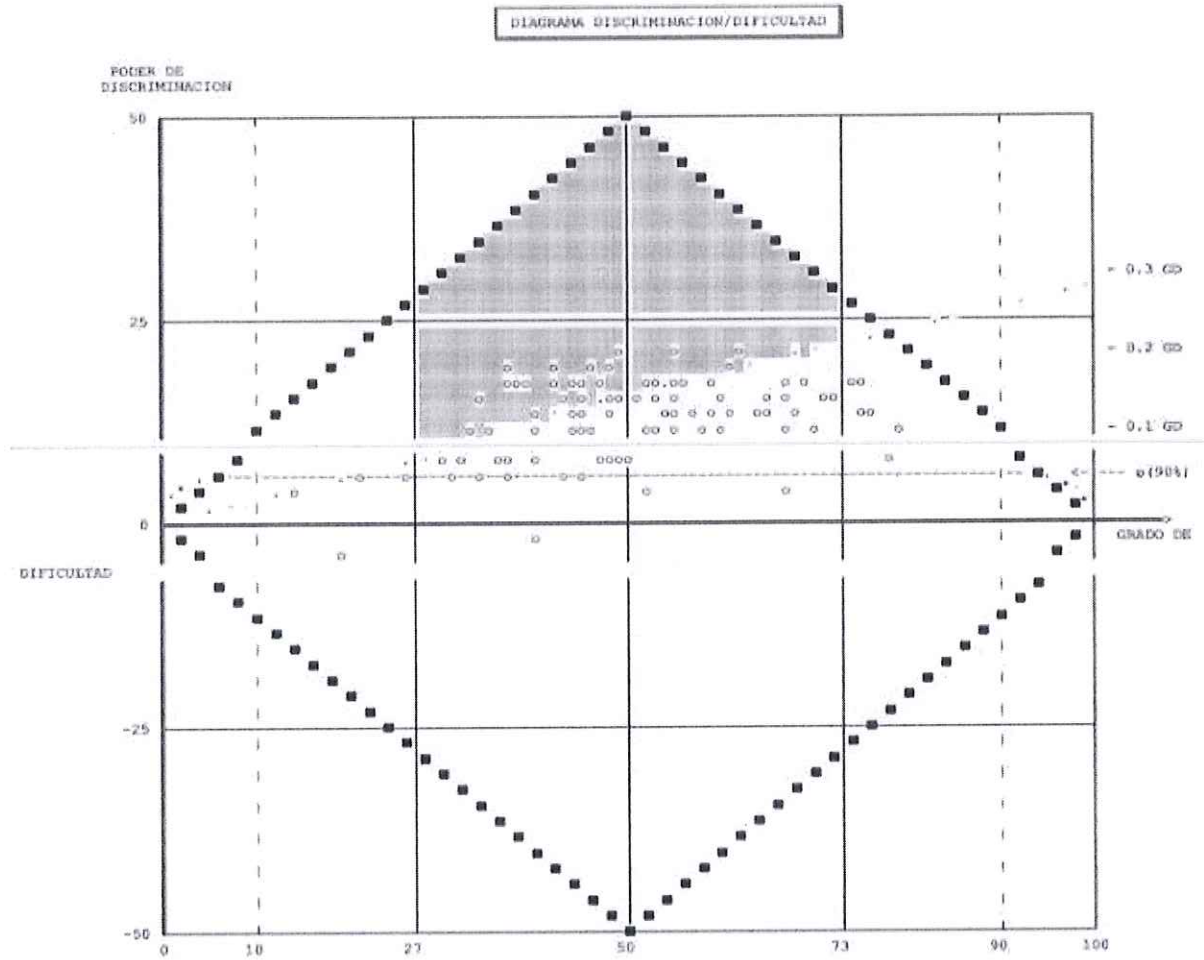 DIAGRAMA DISCRIMINACION/DIFICULTAD
PODER DE
DISCRIMINACION
50
25
0
-25
-50
- 0.3 GD
- 0.2 GD
- 0.1 GD
(90%)
GRADO DE
DIFICULTAD
0 10 27 50 73 90 100